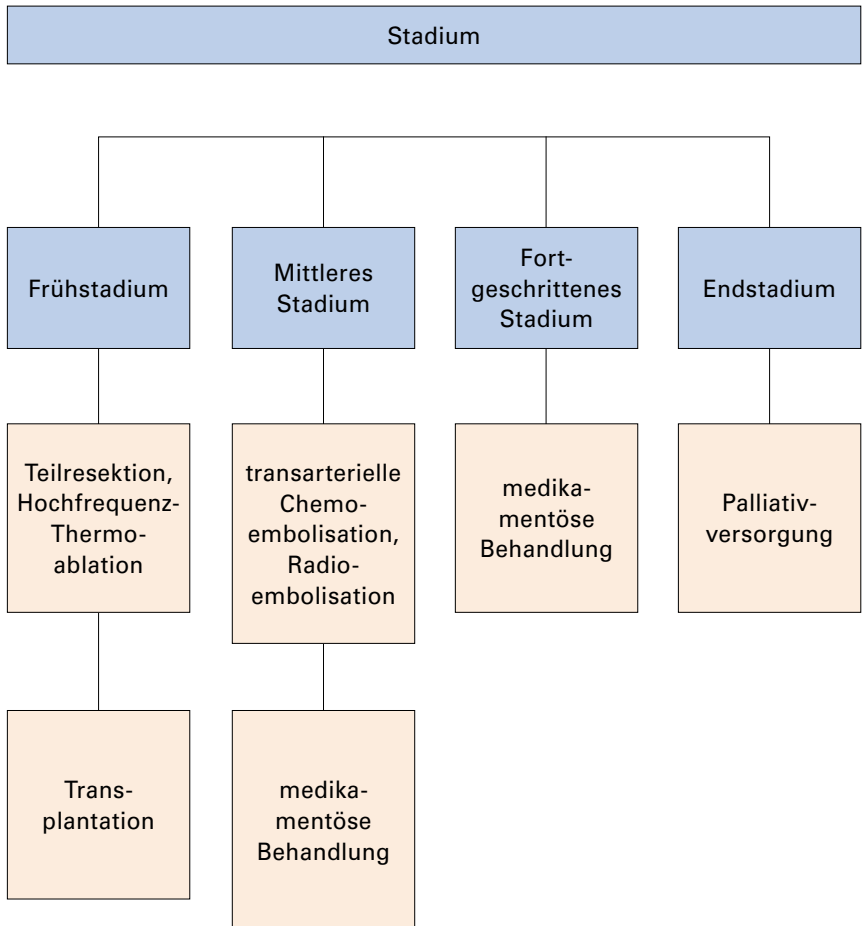 Stadium
Frühstadium
Mittleres
Stadium
Fort-
geschrittenes
Stadium
Endstadium
Teilresektion,
Hochfrequenz-
Thermo-
ablation
transarterielle
Chemo-
embolisation,
Radio-
embolisation
medika-
mentöse
Behandlung
Palliativ-
versorgung
Trans-
plantation
medika-
mentöse
Behandlung